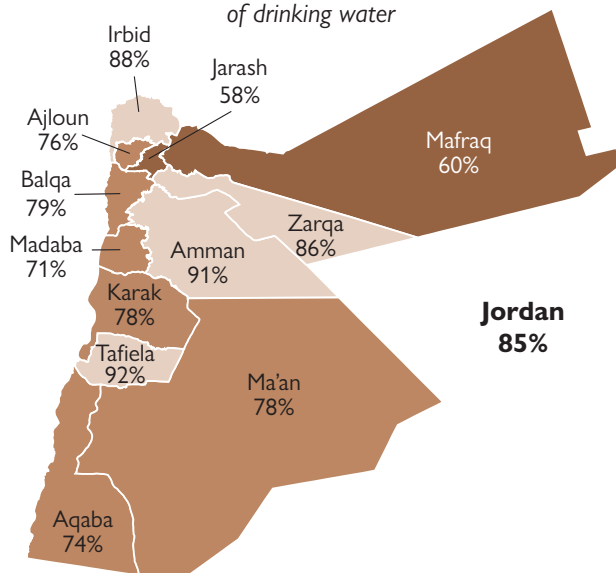 of drinking water
Irbid
88%
Jarash
58%
Ajloun
76%
Mafraq
60%
Balqa
79%
Zarqa
86%
Madaba
71%
Amman
91%
Karak
78%
Jordan
85%
Tafiela
92%
Ma'an
78%
Aqaba
74%